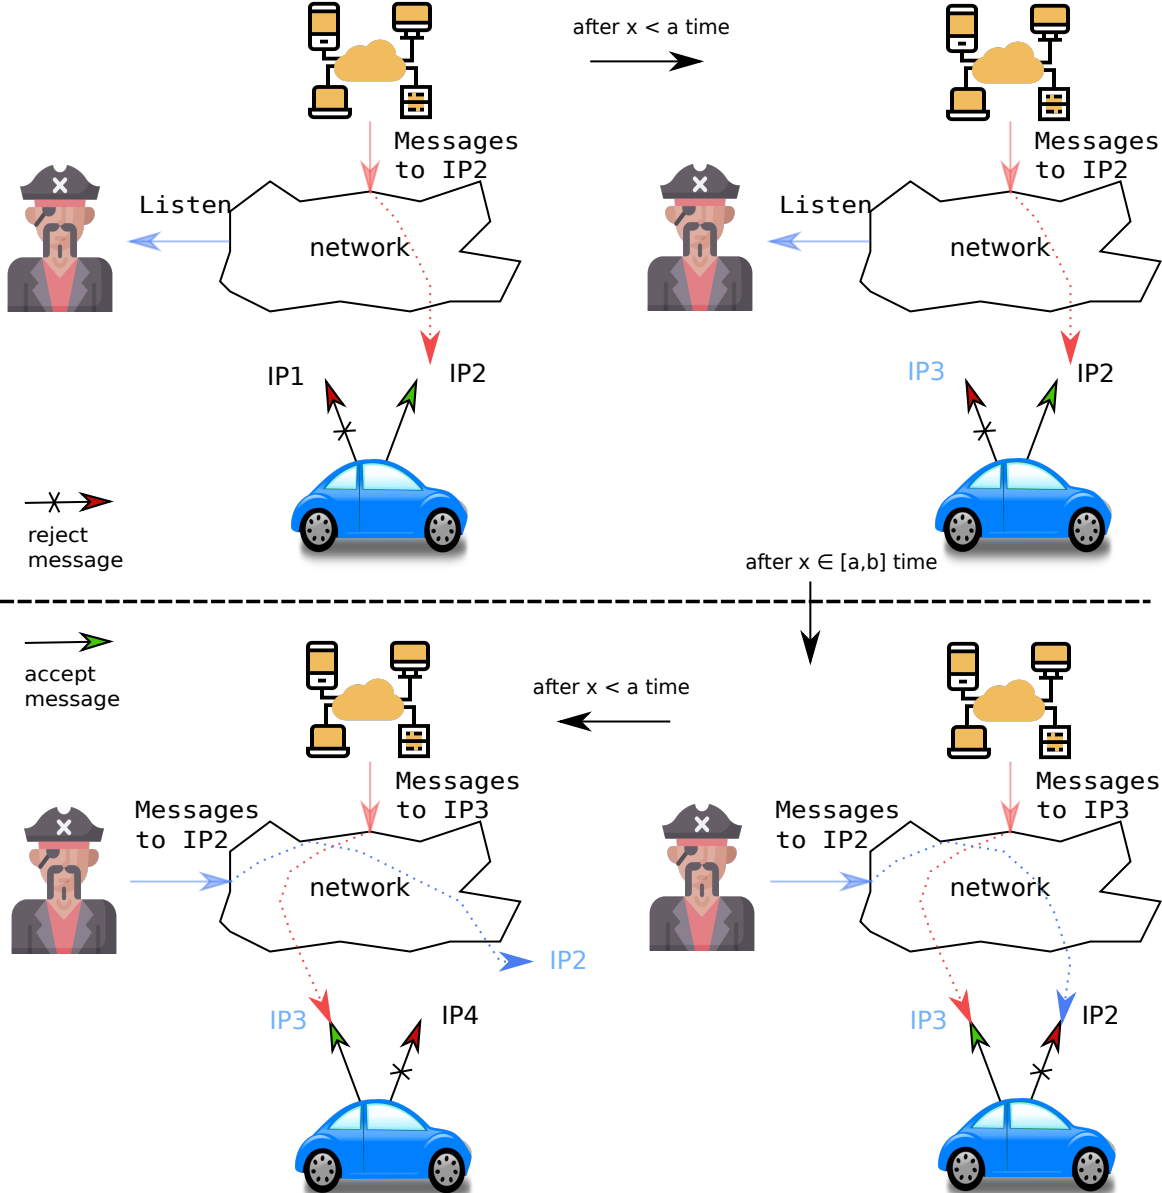 after x < a time
Messages
to IP2
Messages
to IP2
Listen
Listen
network
network
IP1
IP2
IP3
IP2
reject
message
after x ∈ [a,b] time
accept
message
after x < a time
Messages
to IP3
Messages
to IP3
Messages
to IP2
Messages
to IP2
network
network
IP2
IP3
IP4
IP3
IP2